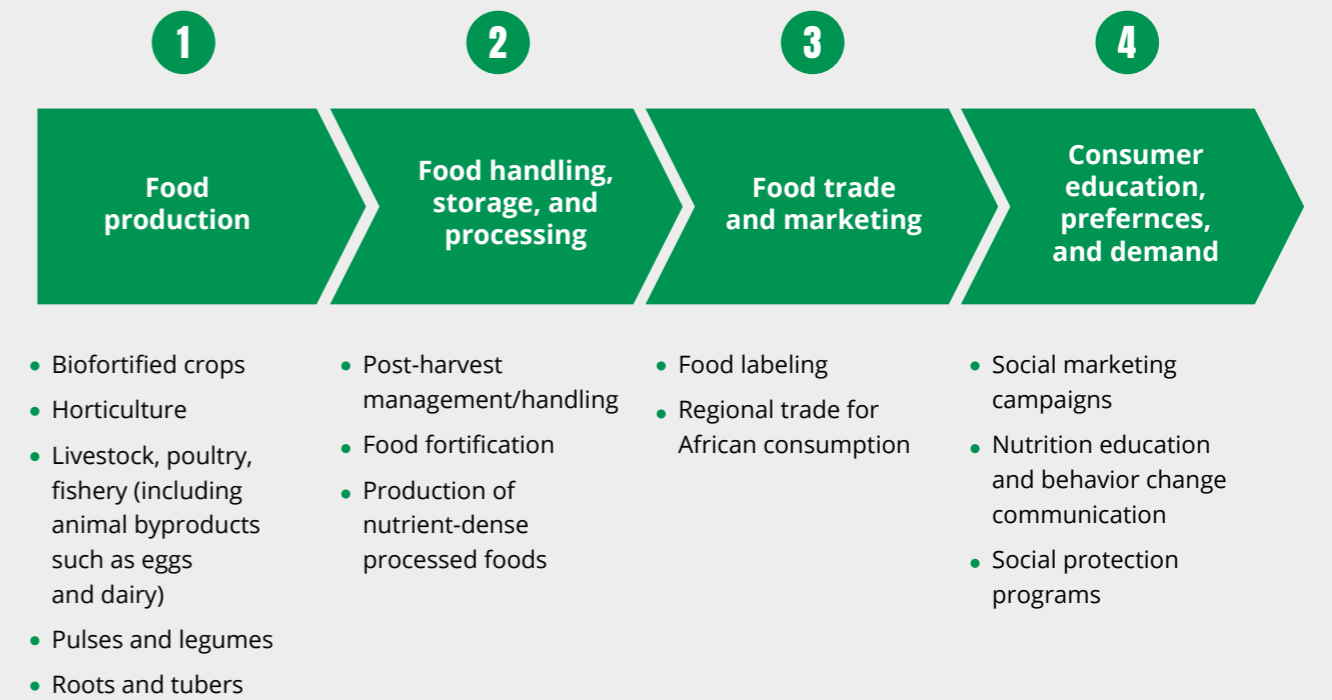 1
2
3
4
Food
production
Food handling,
storage, and
processing
Food trade
and marketing
Consumer
education,
prefernces,
and demand
• Biofortified crops
• Horticulture
• Livestock, poultry,
fishery (including
animal byproducts
such as eggs
and dairy)
• Pulses and legumes
• Roots and tubers
• Post-harvest
management/handling
• Food fortification
• Production of
nutrient-dense
processed foods
• Food labeling
• Regional trade for
African consumption
• Social marketing
campaigns
• Nutrition education
and behavior change
communication
• Social protection
programs